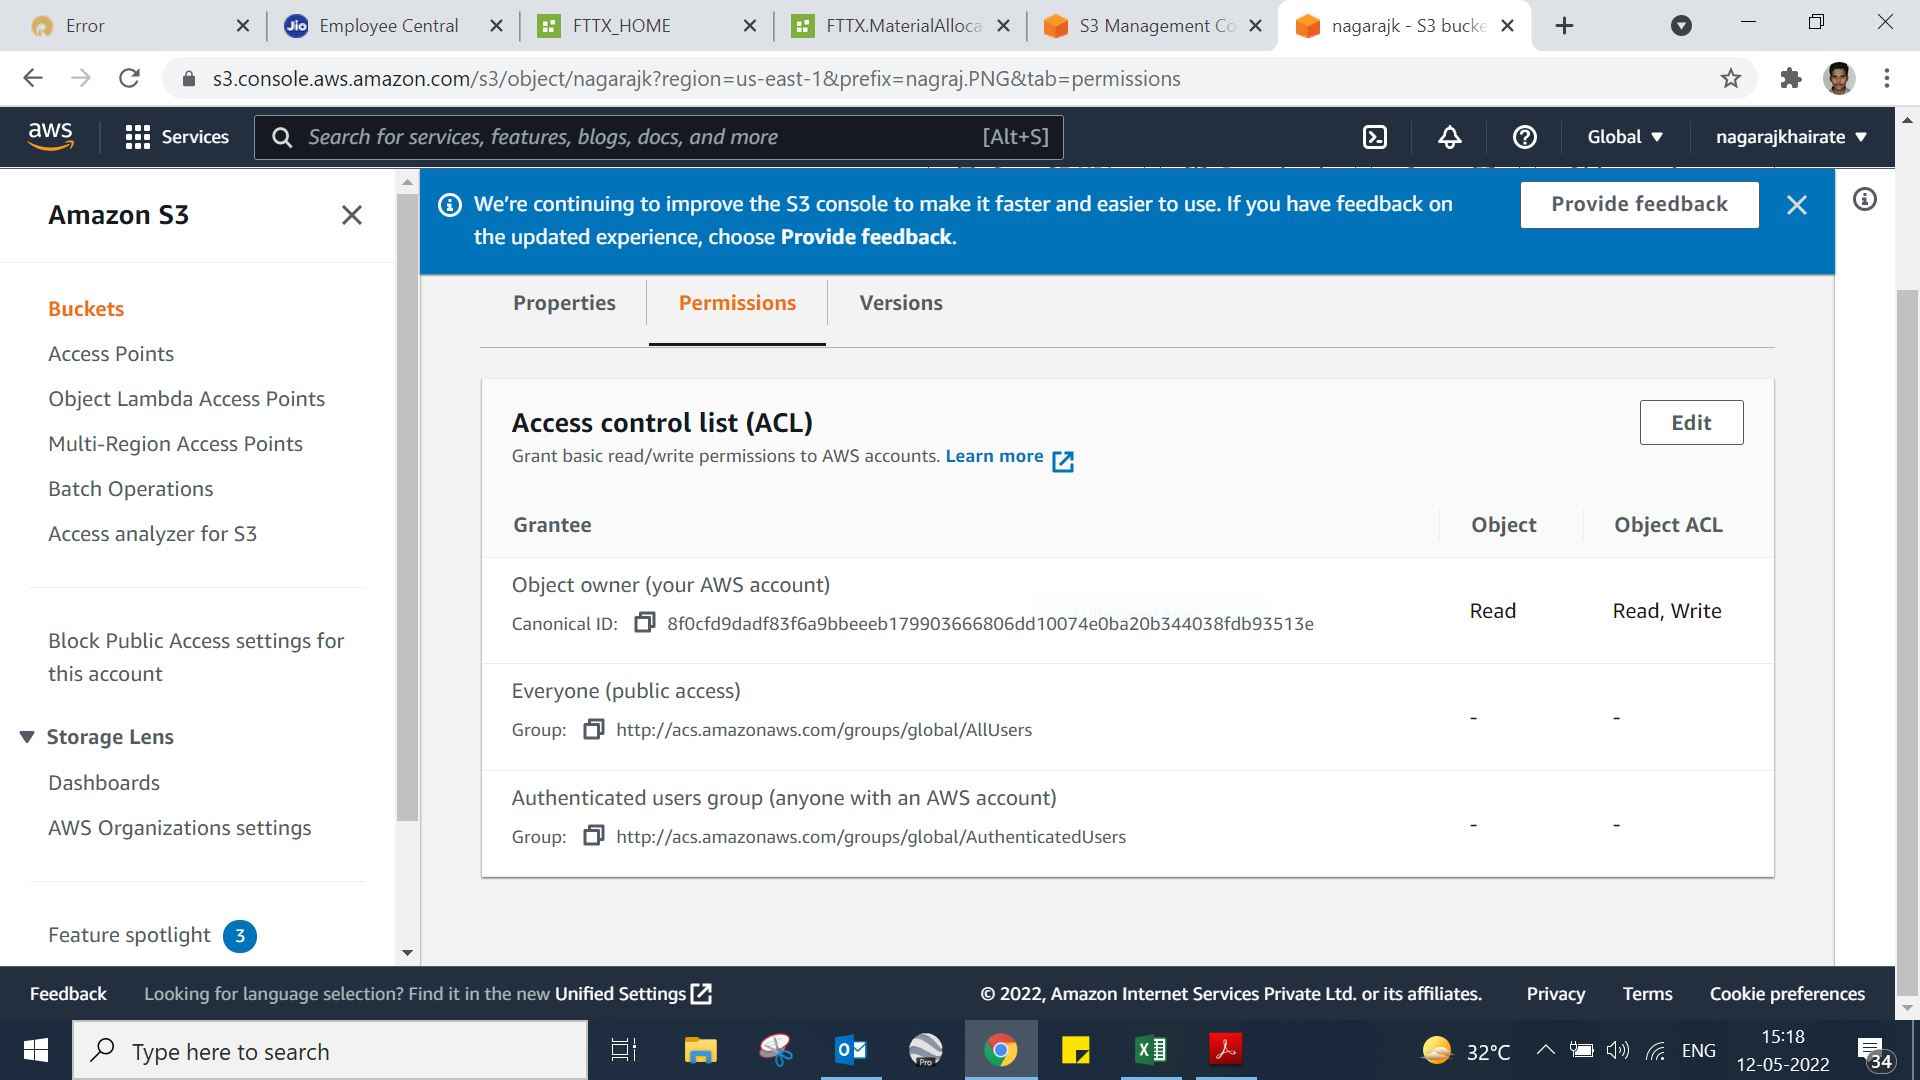 Error
Employee Central
FTTX_HOME
FTTX.MaterialAlloca
S3 Management Co
nagarajk - S3 bucke
s3.console.aws.amazon.com/s3/object/nagarajk?region=us-east-1&prefix=nagraj.PNG&tab=permissions
aws
Services
Search for services, features, blogs, docs, and more [Alt+S]
Global
nagarajkhairate
Amazon S3
Buckets
Access Points
Object Lambda Access Points
Multi-Region Access Points
Batch Operations
Access analyzer for S3
Block Public Access settings for
this account
Storage Lens
Dashboards
AWS Organizations settings
Feature spotlight 3
We're continuing to improve the S3 console to make it faster and easier to use. If you have feedback on
the updated experience, choose Provide feedback.
Provide feedback
Properties
Permissions
Versions
Access control list (ACL)
Edit
Grant basic read/write permissions to AWS accounts. Learn more
Grantee Object Object ACL
Object owner (your AWS account)
Canonical ID: 8f0cfd9dadf83f6a9bbeeeb179903666806dd10074e0ba20b344038fdb93513e
Read Read, Write
Everyone (public access)
Group: http://acs.amazonaws.com/groups/global/AllUsers
- -
Authenticated users group (anyone with an AWS account)
Group: http://acs.amazonaws.com/groups/global/AuthenticatedUsers
- -
Feedback Looking for language selection? Find it in the new Unified Settings
© 2022, Amazon Internet Services Private Ltd. or its affiliates. Privacy Terms Cookie preferences
Type here to search
32°C
ENG
15:18
12-05-2022
34
Jio
Pro